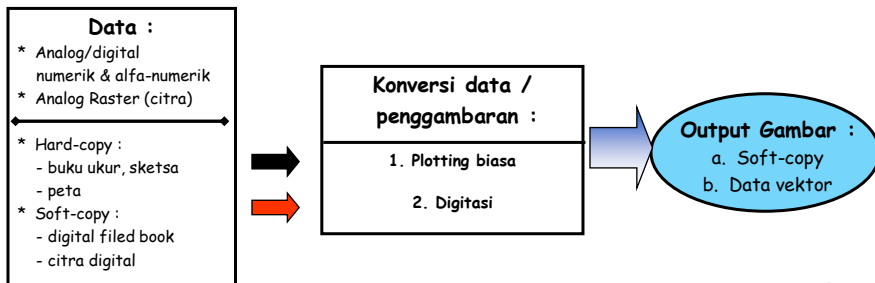 Data :
* Analog/digital
numerik & alfa-numerik
* Analog Raster (citra)
* Hard-copy :
- buku ukur, sketsa
- peta
* Soft-copy :
- digital filed book
- citra digital
Konversi data /
penggambaran :
1. Plotting biasa
2. Digitasi
Output Gambar :
a. Soft-copy
b. Data vektor